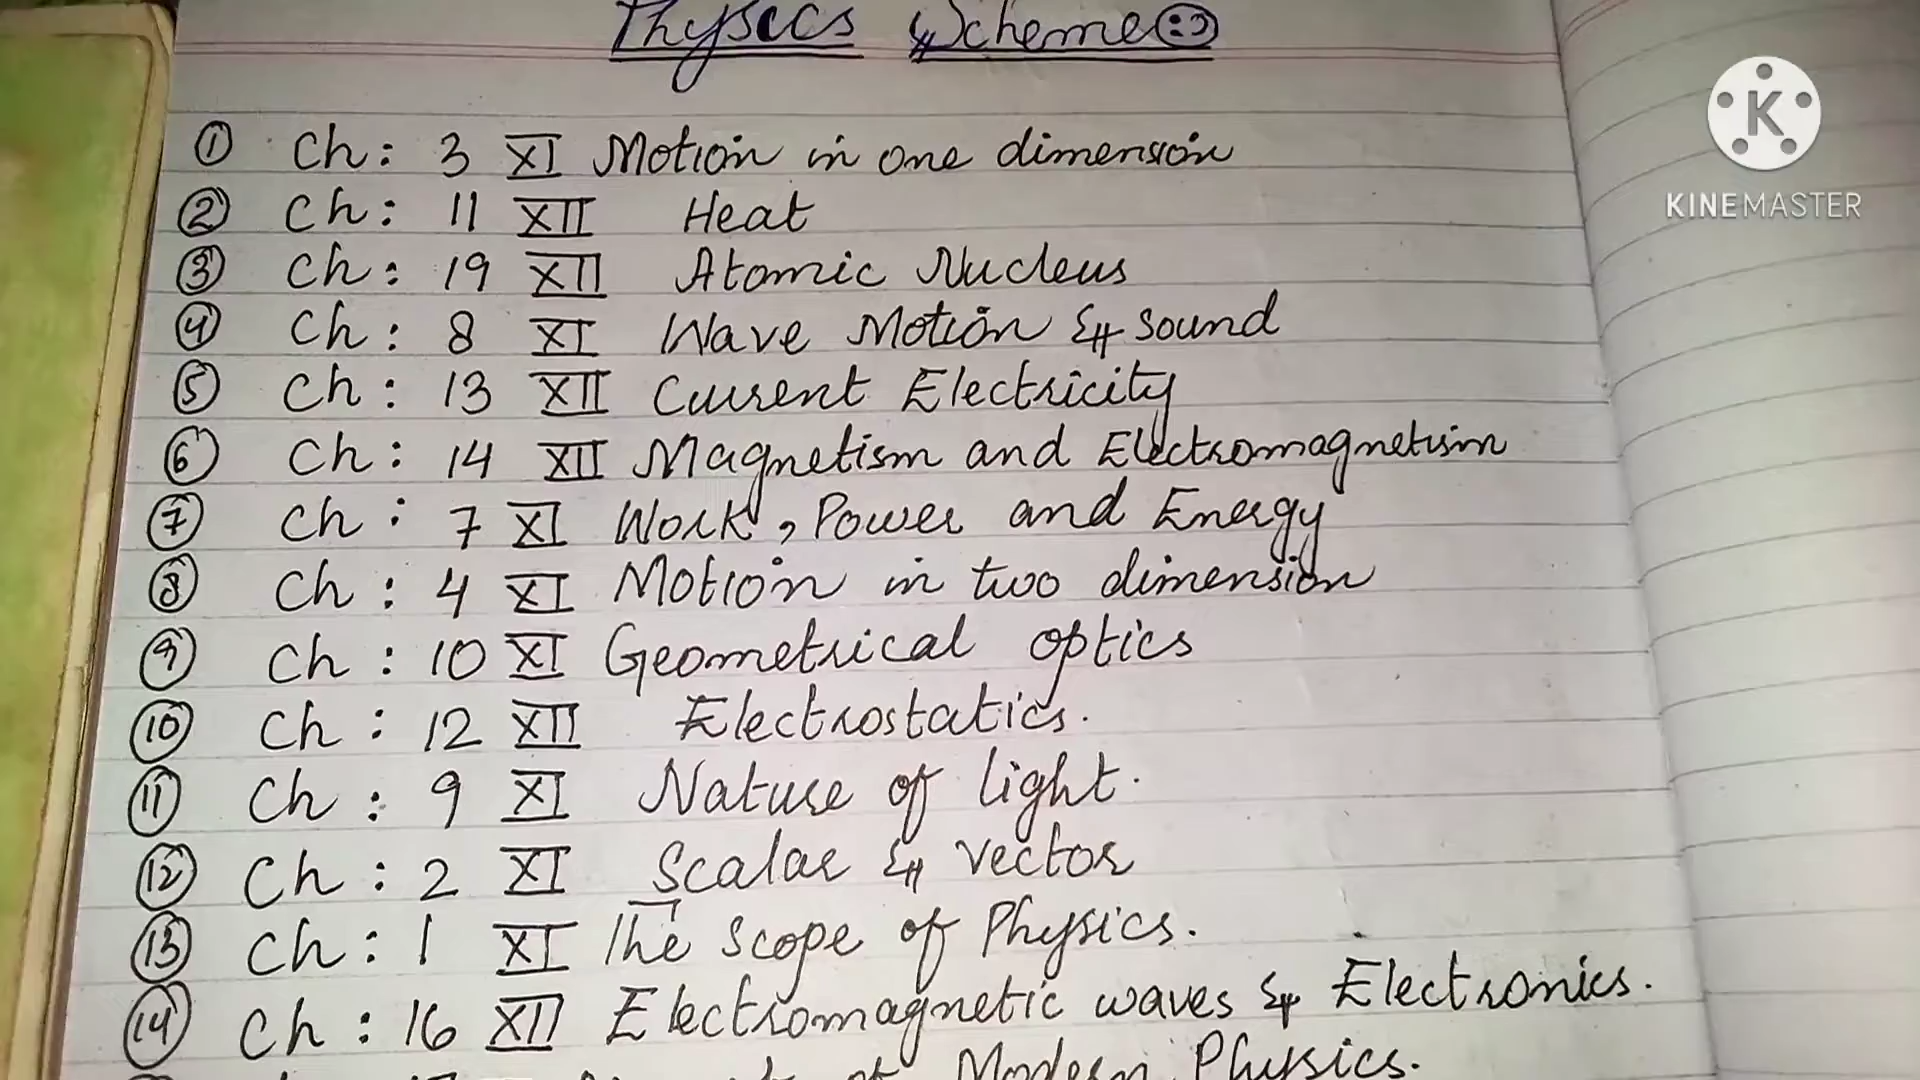 Physics Scheme
K
KINEMASTER
① Ch: 3 XI Motion in one dimension
② Ch: 11 XII Heat
③ Ch: 19 XII Atomic Nucleus
④ Ch: 8 XI Wave Motion & Sound
⑤ Ch: 13 XII Current Electricity
⑥ Ch: 14 XII Magnetism and Electromagnetism
⑦ Ch: 7 XI Work, Power and Energy
⑧ Ch: 4 XI Motion in two dimension
⑨ Ch: 10 XI Geometrical optics
⑩ Ch: 12 XII Electrostatics.
⑪ Ch: 9 XI Nature of light.
⑫ Ch: 2 XI Scalar & vector
⑬ Ch: 1 XI The Scope of Physics.
⑭ Ch: 16 XII Electromagnetic waves & Electronics.
of Modern Physics.